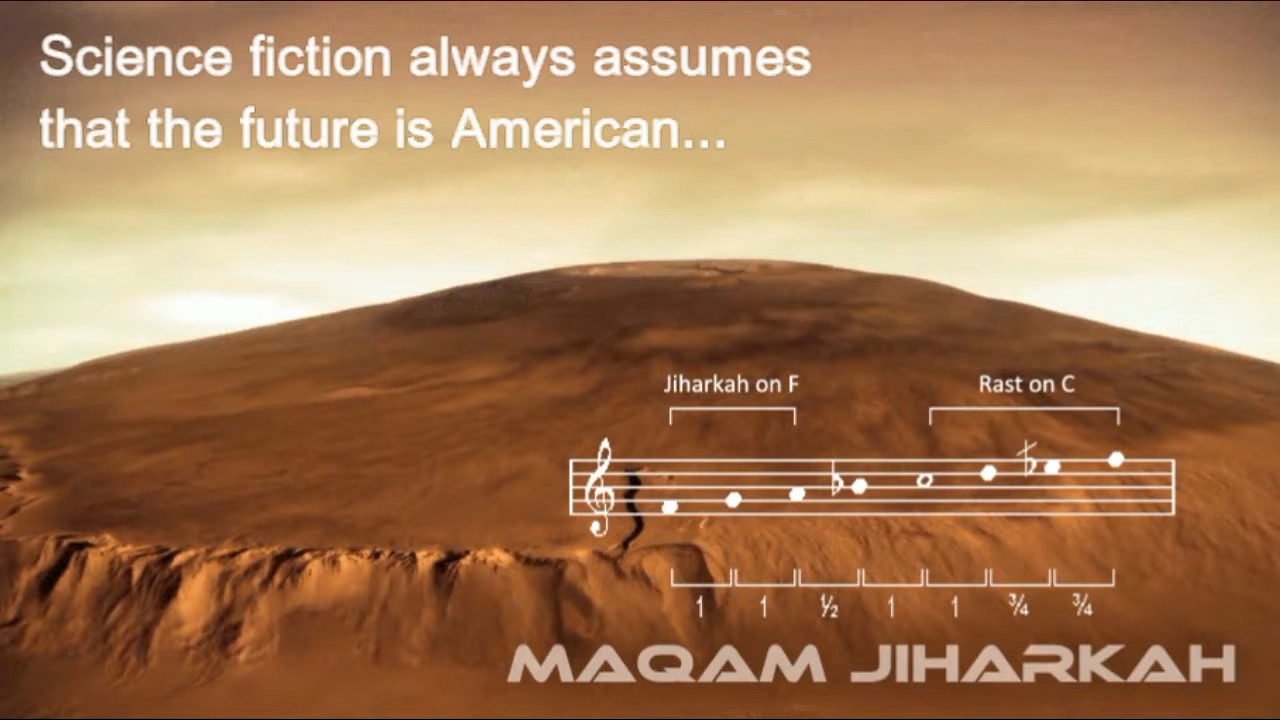 Science fiction always assumes
that the future is American...
Jiharkah on F
Rast on C
1 1 ½ 1 1 ¾ ¾
MAQAM JIHARKAH